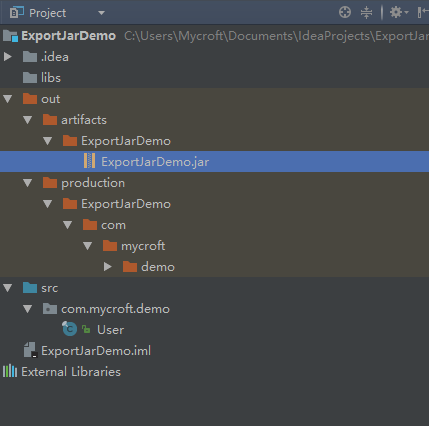 Project
ExportJarDemo C:\Users\Mycroft\Documents\IdeaProjects\ExportJar
.idea
libs
out
artifacts
ExportJarDemo
ExportJarDemo.jar
production
ExportJarDemo
com
mycroft
demo
src
com.mycroft.demo
User
ExportJarDemo.iml
External Libraries